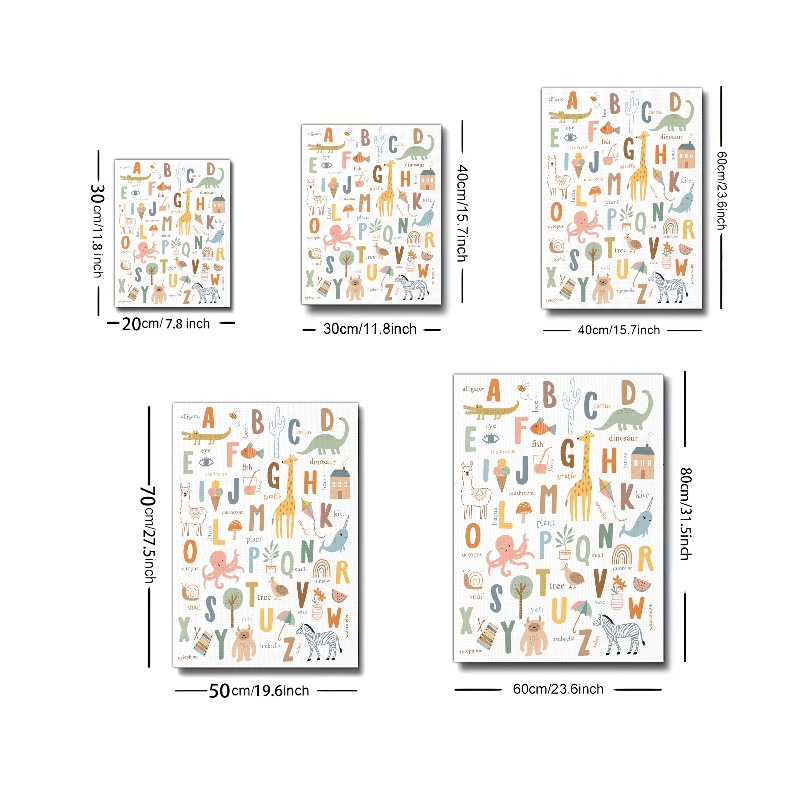 30cm/11.8 inch
20cm/ 7.8 inch
40cm/15.7inch
30cm/11.8inch
60cm/23.6inch
40cm/15.7inch
70cm/27.5inch
50cm/19.6inch
80cm/31.5inch
60cm/23.6inch
alligator A bee B C cactus D
E eye F fish G giraffe dinosaur
I ice cream J H house
llama L mushroom M K kite
O octopus plant P Q quail N R rainbow
snail S T tree U V vase W watermelon
X xylophone Y yeti umbrella Z zebra